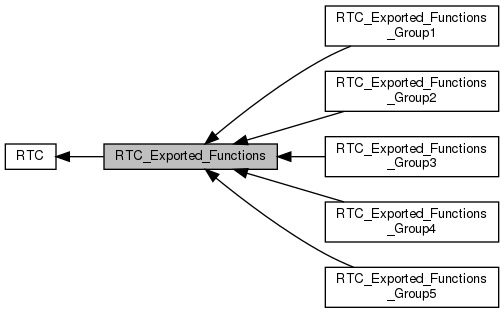 RTC_Exported_Functions
_Group1
RTC_Exported_Functions
_Group2
RTC
RTC_Exported_Functions
RTC_Exported_Functions
_Group3
RTC_Exported_Functions
_Group4
RTC_Exported_Functions
_Group5